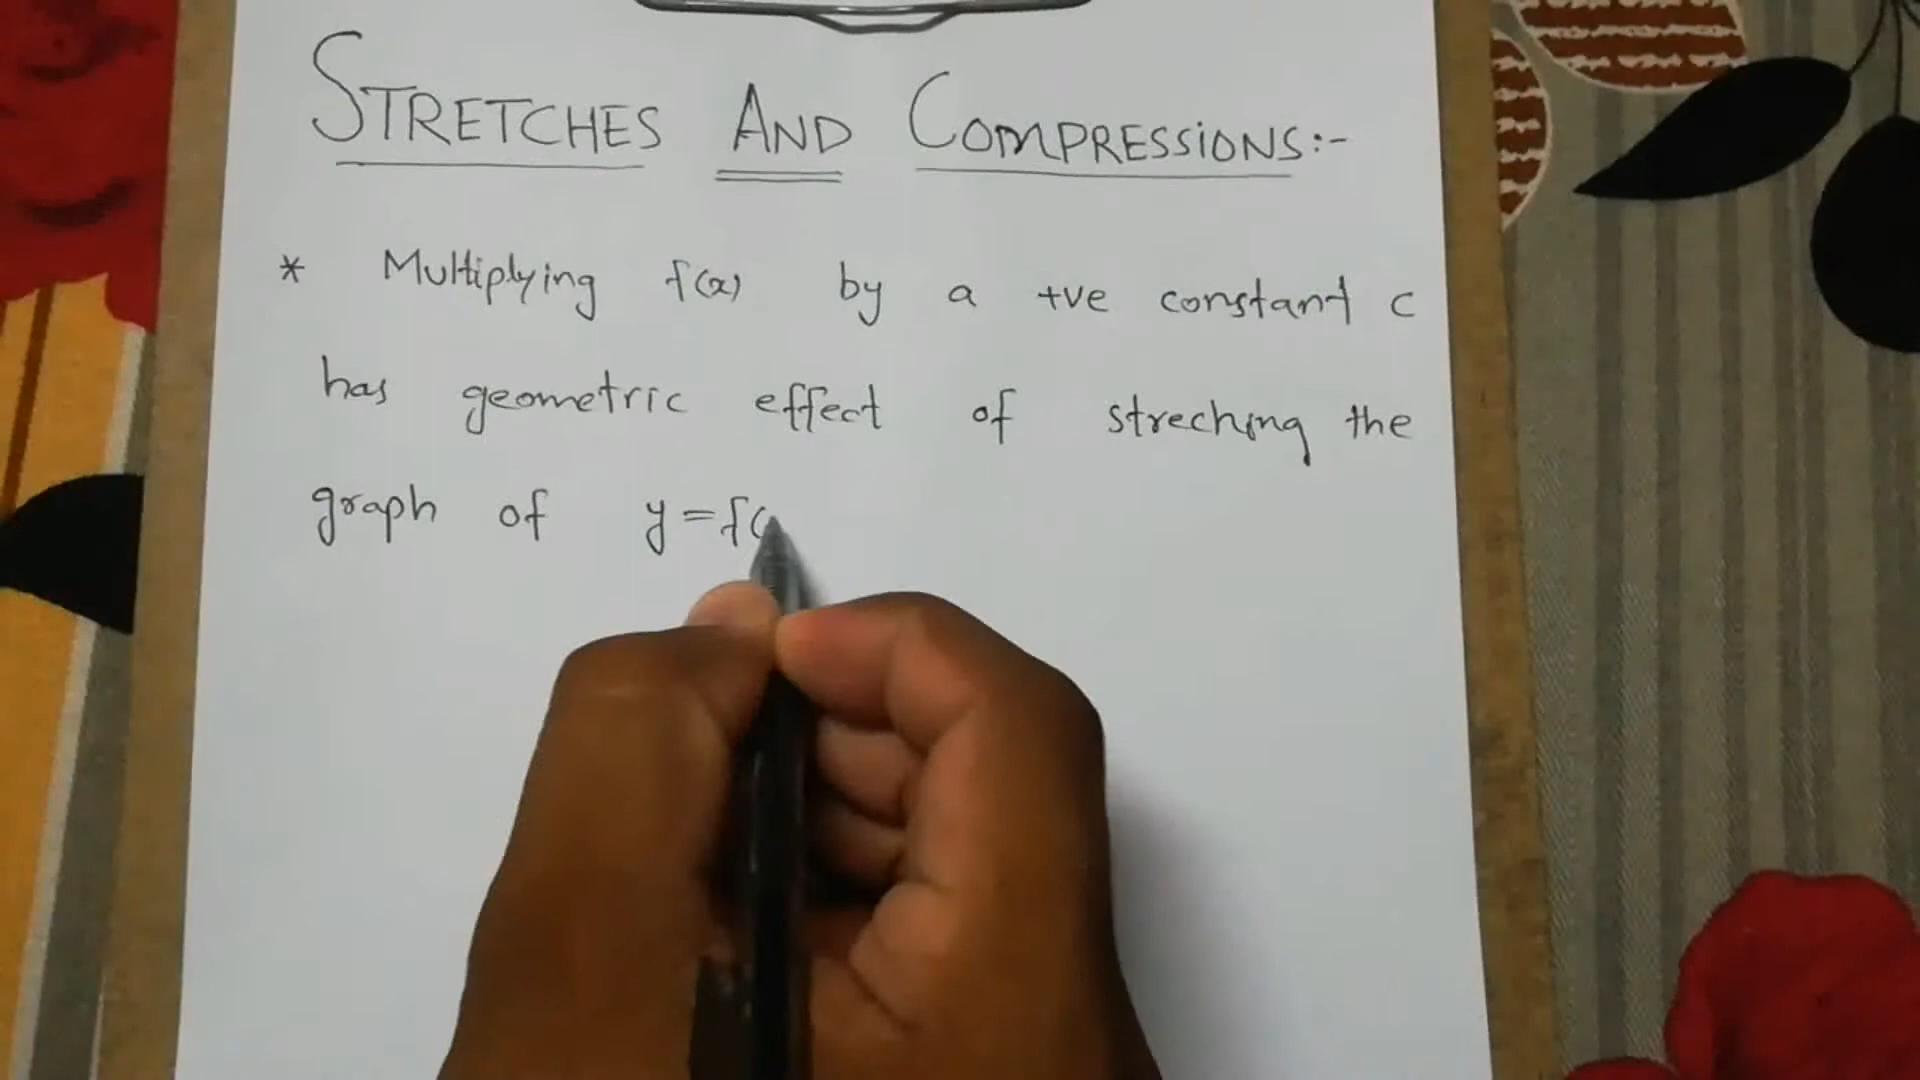 STRETCHES AND COMPRESSIONS:-
* Multiplying f(x) by a +ve constant c
has geometric effect of streching the
graph of y=f(